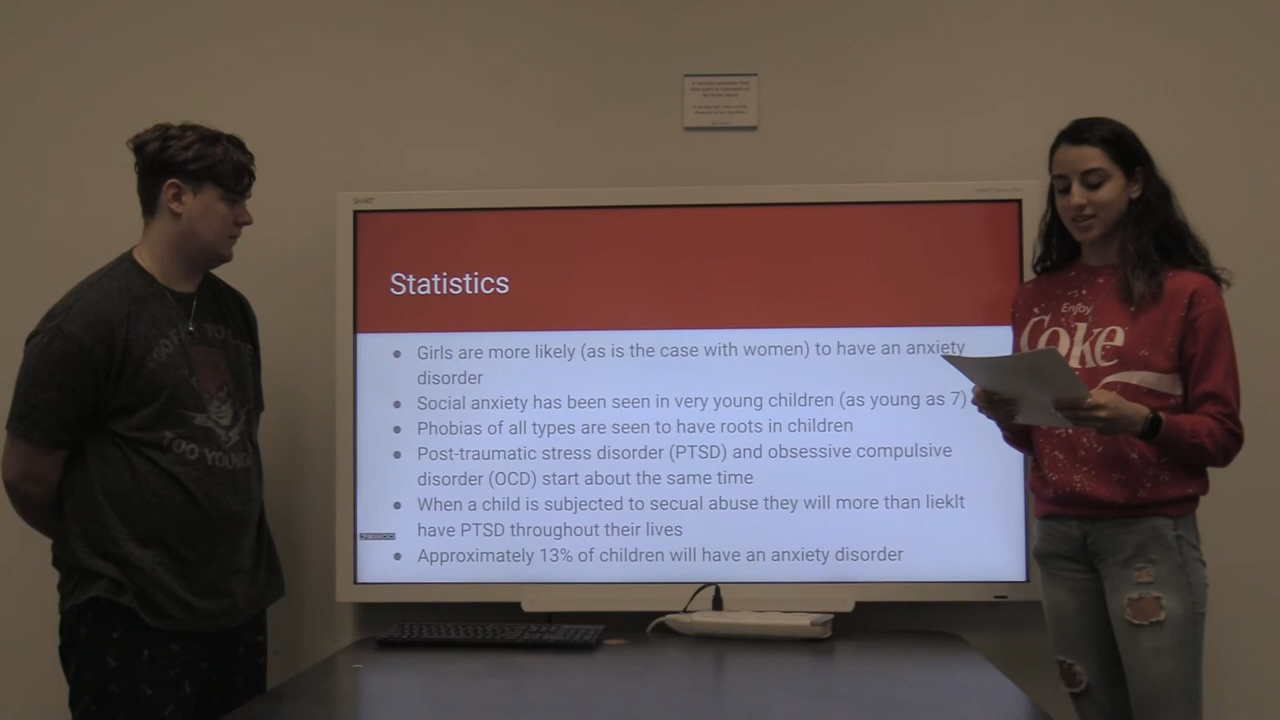 SMART
Statistics
● Girls are more likely (as is the case with women) to have an anxiety
disorder
● Social anxiety has been seen in very young children (as young as 7)
● Phobias of all types are seen to have roots in children
● Post-traumatic stress disorder (PTSD) and obsessive compulsive
disorder (OCD) start about the same time
● When a child is subjected to secual abuse they will more than lieklt
have PTSD throughout their lives
● Approximately 13% of children will have an anxiety disorder
TOO YOUNG
Enjoy
Coke